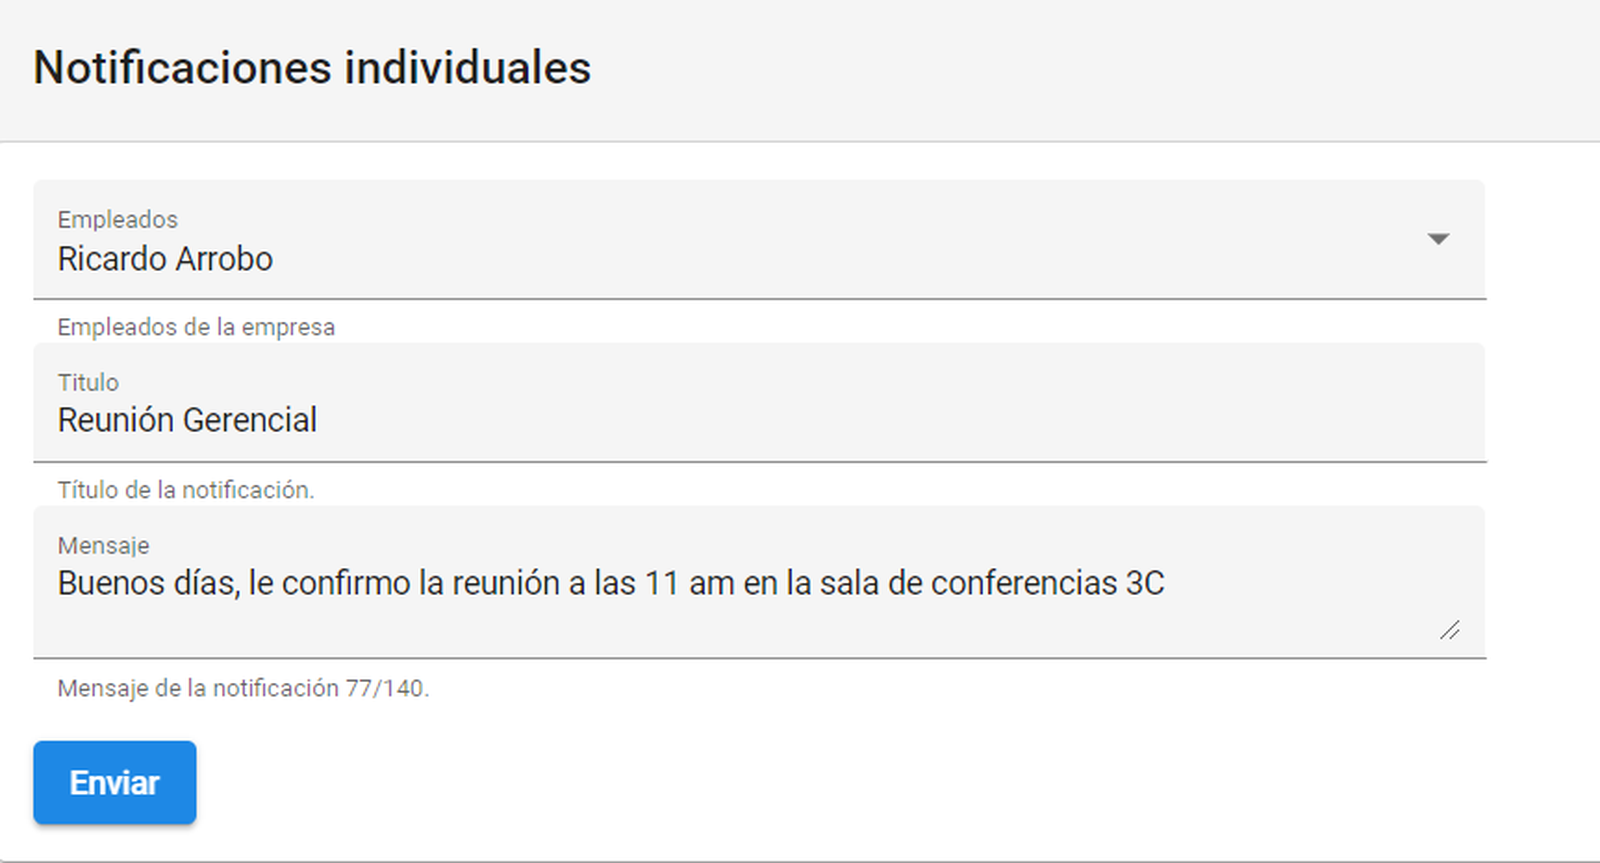 Notificaciones individuales
Empleados
Ricardo Arrobo
Empleados de la empresa
Titulo
Reunión Gerencial
Título de la notificación.
Mensaje
Buenos días, le confirmo la reunión a las 11 am en la sala de conferencias 3C
Mensaje de la notificación 77/140.
Enviar